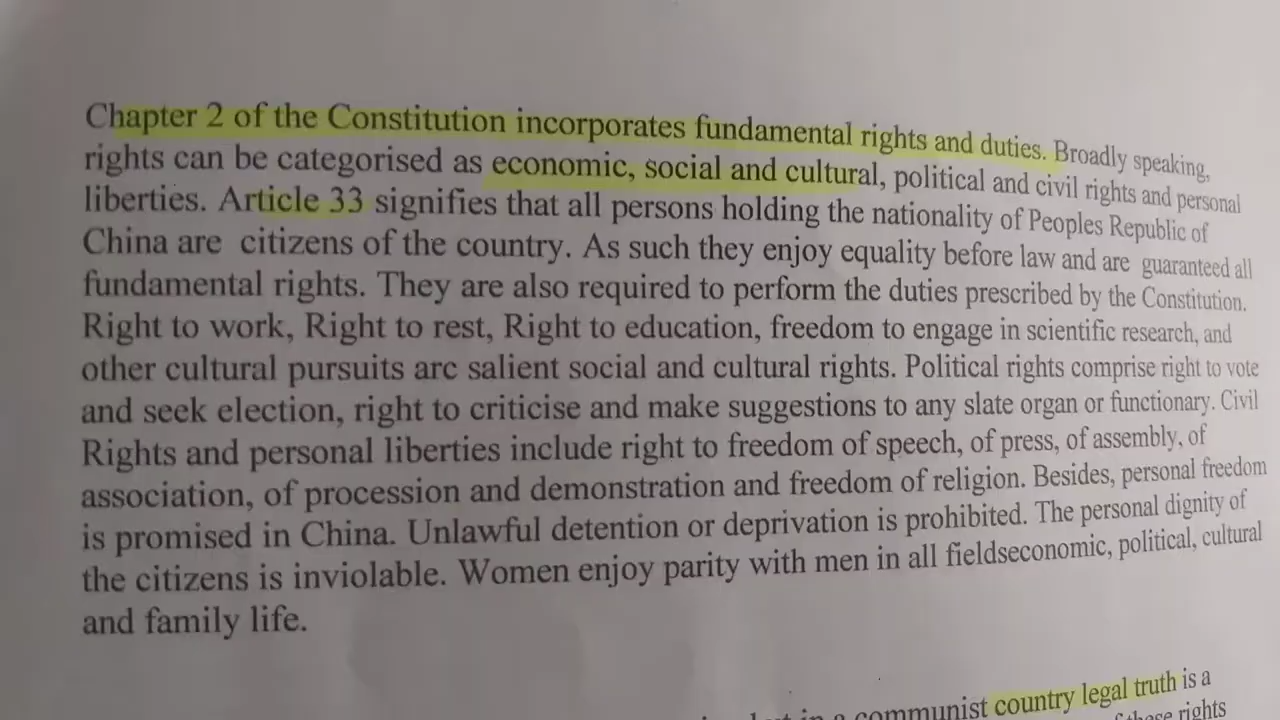 Chapter 2 of the Constitution incorporates fundamental rights and duties. Broadly speaking,
rights can be categorised as economic, social and cultural, political and civil rights and personal
liberties. Article 33 signifies that all persons holding the nationality of Peoples Republic of
China are citizens of the country. As such they enjoy equality before law and are guaranteed all
fundamental rights. They are also required to perform the duties prescribed by the Constitution.
Right to work, Right to rest, Right to education, freedom to engage in scientific research, and
other cultural pursuits arc salient social and cultural rights. Political rights comprise right to vote
and seek election, right to criticise and make suggestions to any slate organ or functionary. Civil
Rights and personal liberties include right to freedom of speech, of press, of assembly, of
association, of procession and demonstration and freedom of religion. Besides, personal freedom
is promised in China. Unlawful detention or deprivation is prohibited. The personal dignity of
the citizens is inviolable. Women enjoy parity with men in all fieldseconomic, political, cultural
and family life.
in a communist country legal truth is a
of these rights